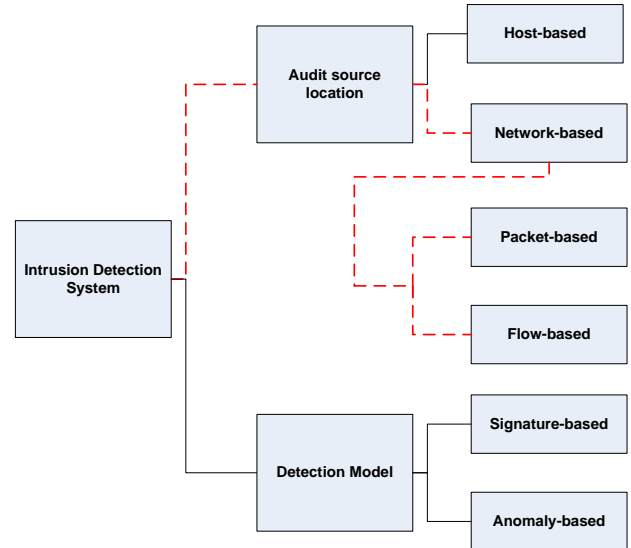 Host-based
Audit source
location
Network-based
Packet-based
Intrusion Detection
System
Flow-based
Signature-based
Detection Model
Anomaly-based